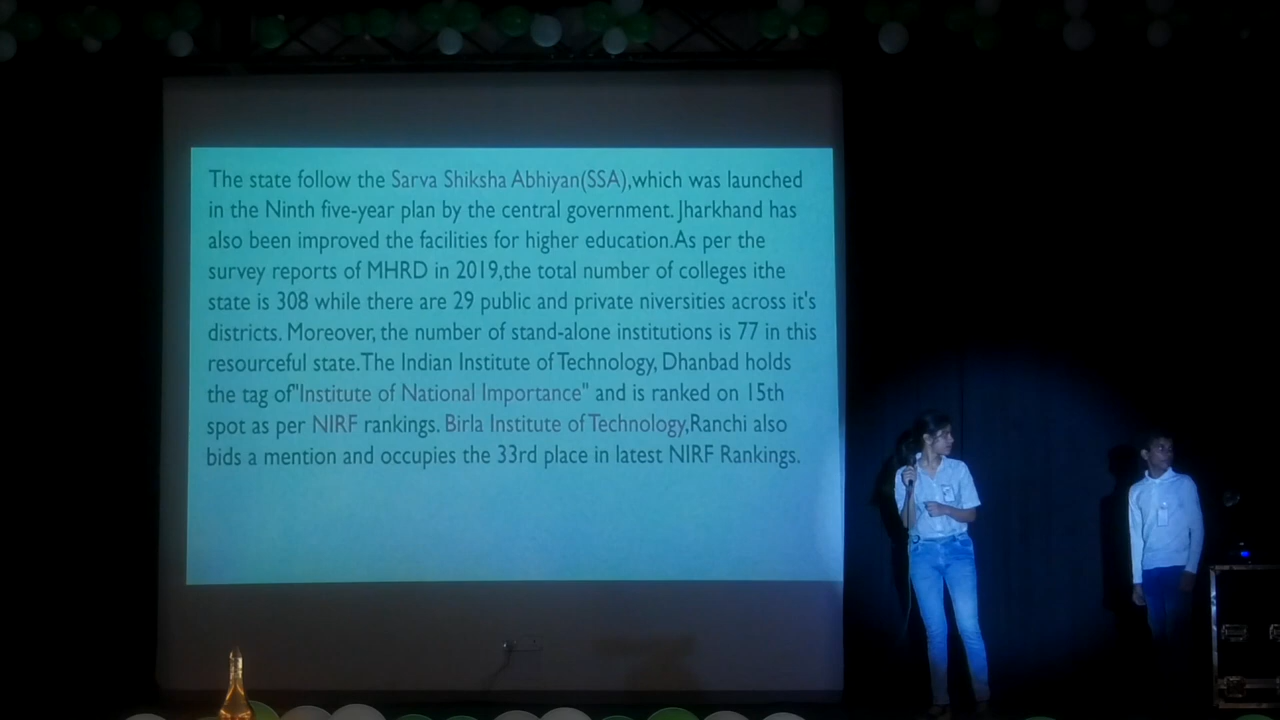 The state follow the Sarva Shiksha Abhiyan(SSA),which was launched
in the Ninth five-year plan by the central government. Jharkhand has
also been improved the facilities for higher education.As per the
survey reports of MHRD in 2019,the total number of colleges ithe
state is 308 while there are 29 public and private niversities across it's
districts. Moreover, the number of stand-alone institutions is 77 in this
resourceful state.The Indian Institute of Technology, Dhanbad holds
the tag of"Institute of National Importance" and is ranked on 15th
spot as per NIRF rankings. Birla Institute of Technology,Ranchi also
bids a mention and occupies the 33rd place in latest NIRF Rankings.